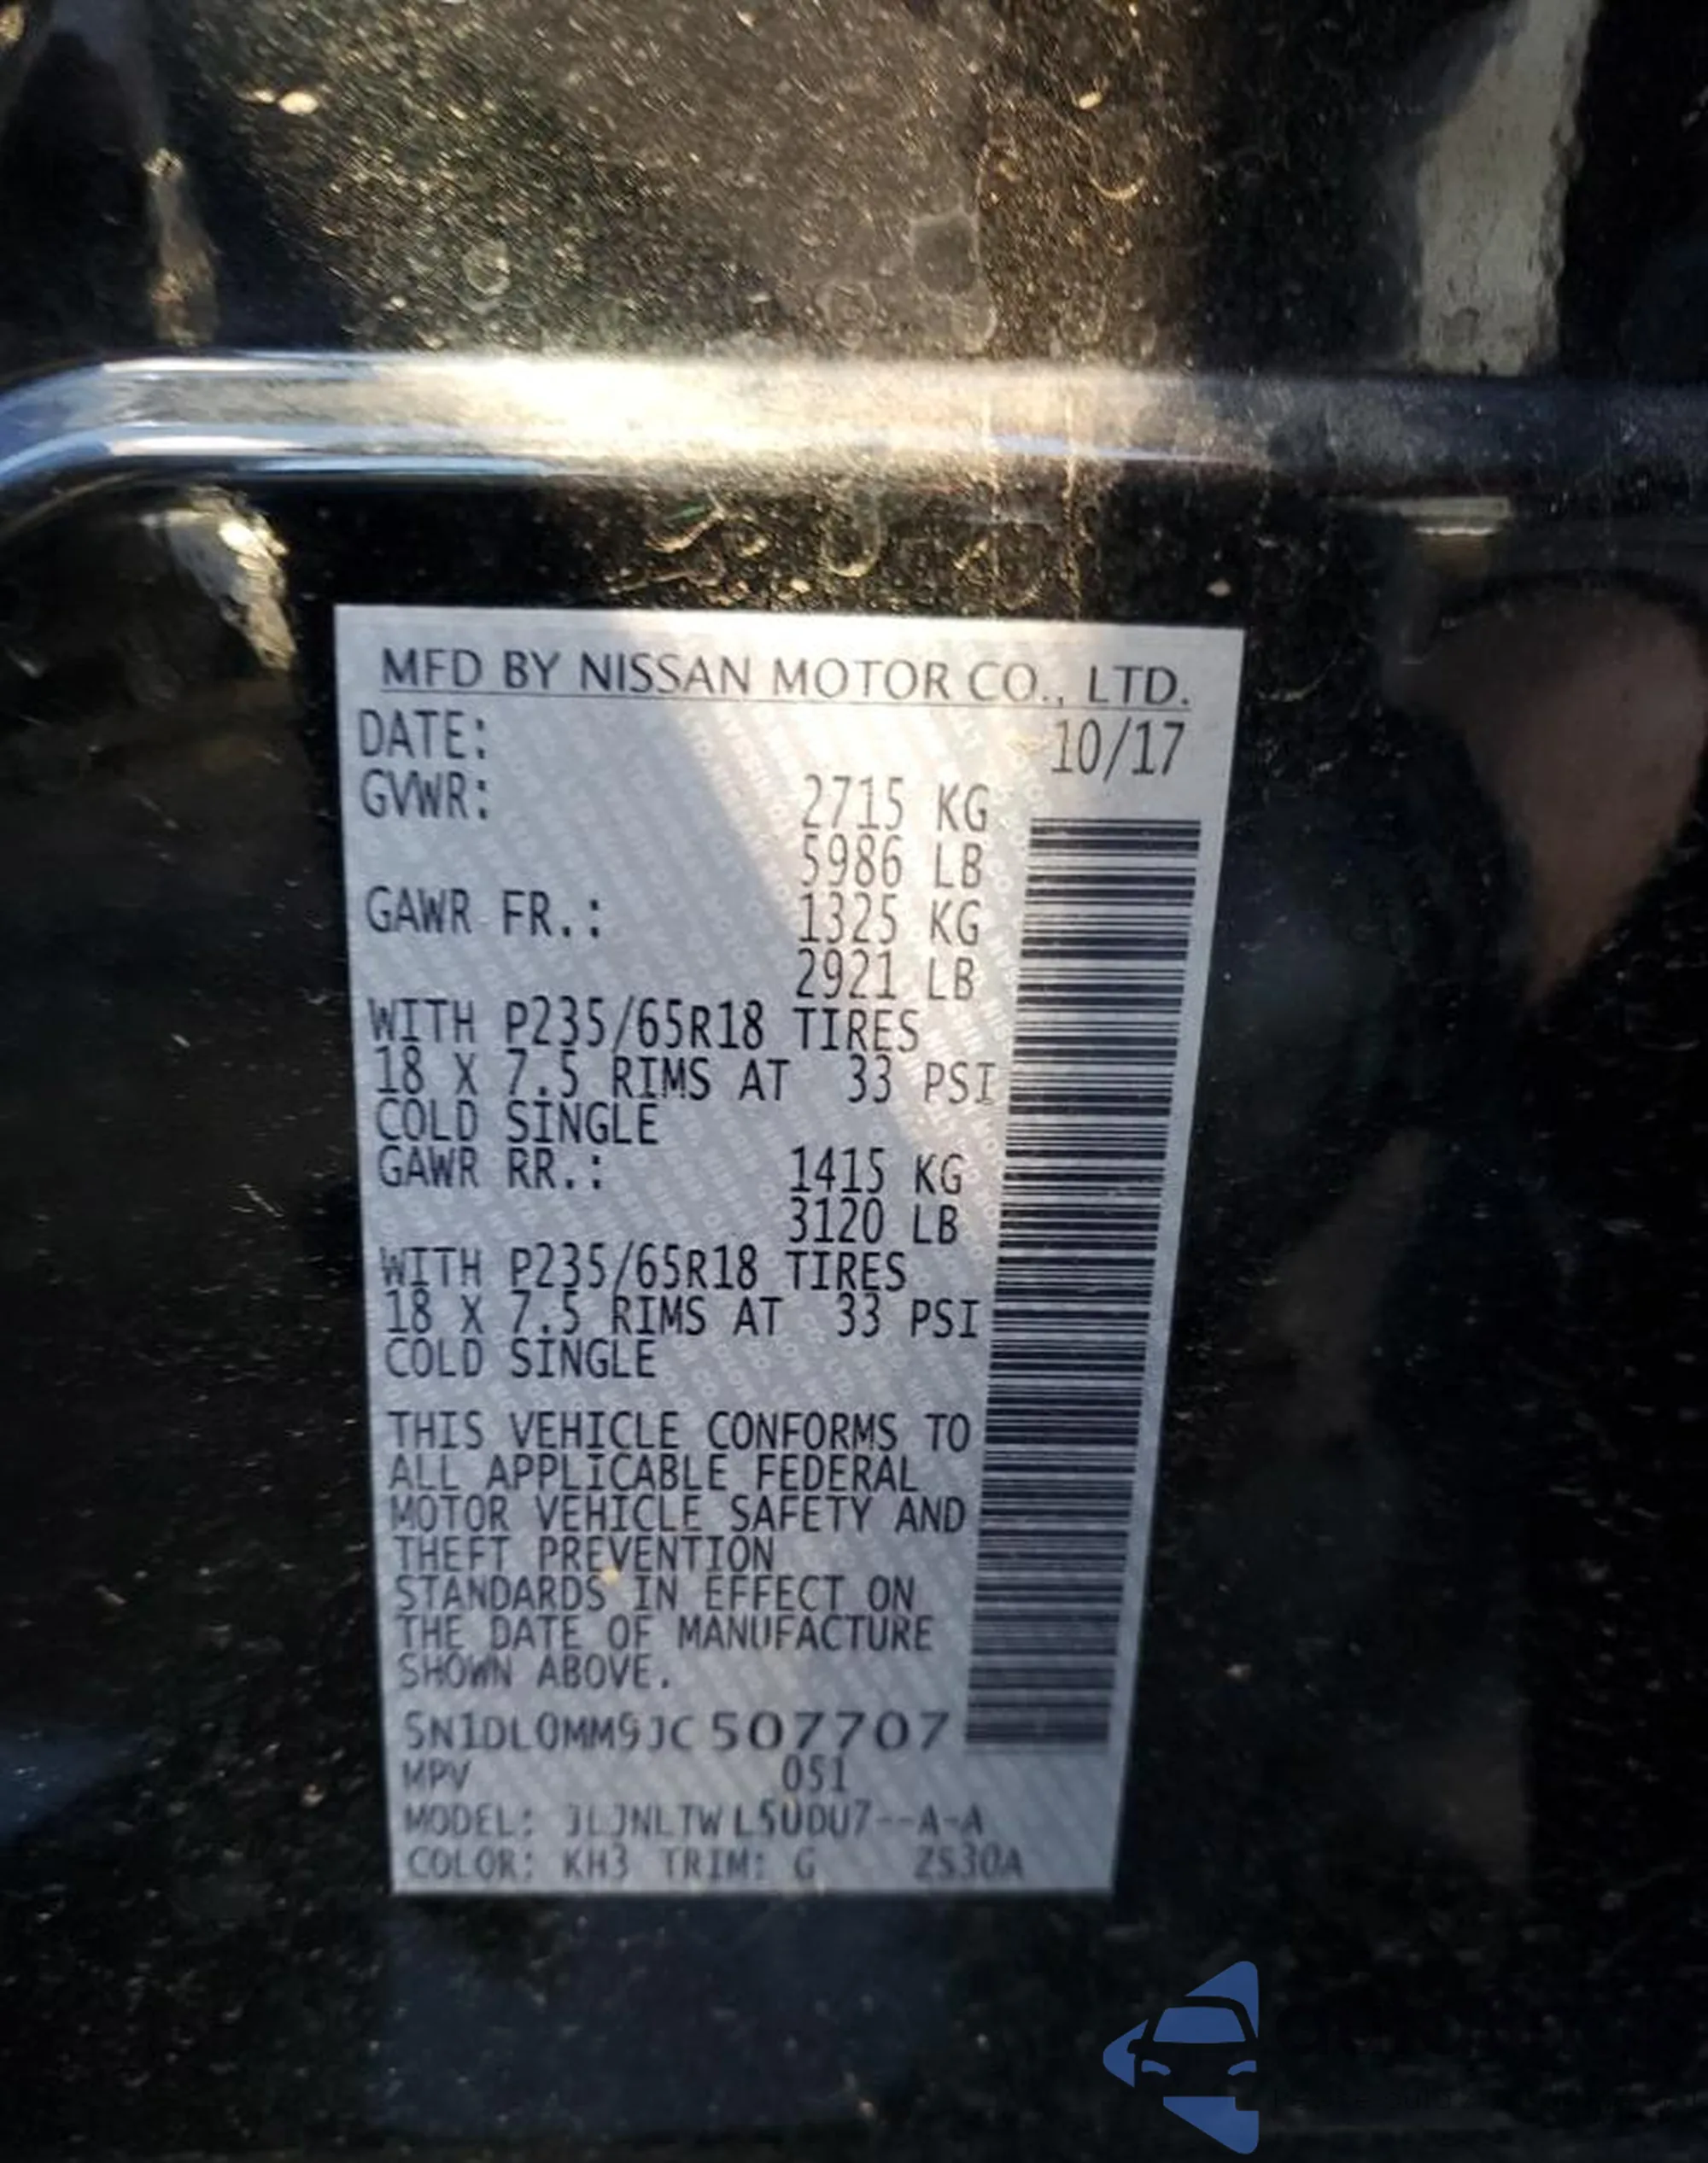 MFD BY NISSAN MOTOR CO., LTD.
DATE: 10/17
GVWR: 2715 KG
5986 LB
GAWR FR.: 1325 KG
2921 LB
WITH P235/65R18 TIRES
18 X 7.5 RIMS AT 33 PSI
COLD SINGLE
GAWR RR.: 1415 KG
3120 LB
WITH P235/65R18 TIRES
18 X 7.5 RIMS AT 33 PSI
COLD SINGLE
THIS VEHICLE CONFORMS TO
ALL APPLICABLE FEDERAL
MOTOR VEHICLE SAFETY AND
THEFT PREVENTION
STANDARDS IN EFFECT ON
THE DATE OF MANUFACTURE
SHOWN ABOVE.
5N1DL0MM9JC507707
MPV 051
MODEL: JLJNLTWL5UDU7--A-A
COLOR: KH3 TRIM: G ZS30A